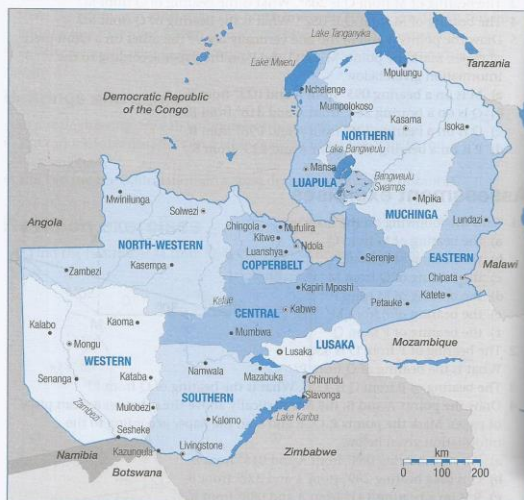 Lake Tanganyika
Lake Mweru
Tanzania
Mpulungu
Nchelenge
Democratic Republic
of the Congo
Mumpolokoso
Kasama
Isoka
NORTHERN
Lake Bangweulu
Mansa
Bengweulu
Swamps
LUAPULA
Mwinilunga
Mpika
Solwezi
MUCHINGA
Lundazi
Angola
Chingola
Mufulira
Kitwe
Ndola
NORTH-WESTERN
Luanshya
EASTERN
Malawi
COPPERBELT
Serenje
Zambezi
Kasempa
Chipata
Kapiri Mposhi
Katete
Petauke
Kafue
CENTRAL
Kabwe
Kalabo
Kaoma
Mumbwa
Mongu
LUSAKA
Mozambique
WESTERN
Lusaka
Namwala
Senanga
Kataba
Mazabuka
Chirundu
SOUTHERN
Slavonga
Mulobezi
Zambezi
Kalomo
Lake Kariba
Sesheke
Kazungula
Livingstone
Zimbabwe
Namibia
Botswana
km
0 100 200